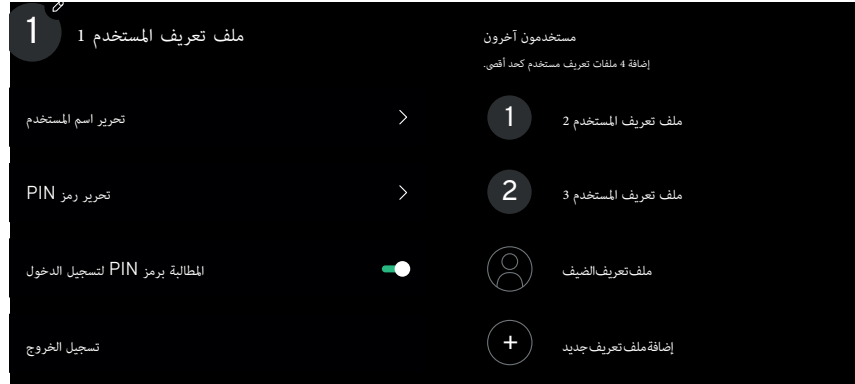 1
ملف تعريف المستخدم 1
تحرير اسم المستخدم
تحرير رمز PIN
المطالبة برمز PIN لتسجيل الدخول
تسجيل الخروج
مستخدمون آخرون
إضافة 4 ملفات تعريف مستخدم كحد أقصى.
1
ملف تعريف المستخدم 2
2
ملف تعريف المستخدم 3
ملف تعريف الضيف
إضافة ملف تعريف جديد